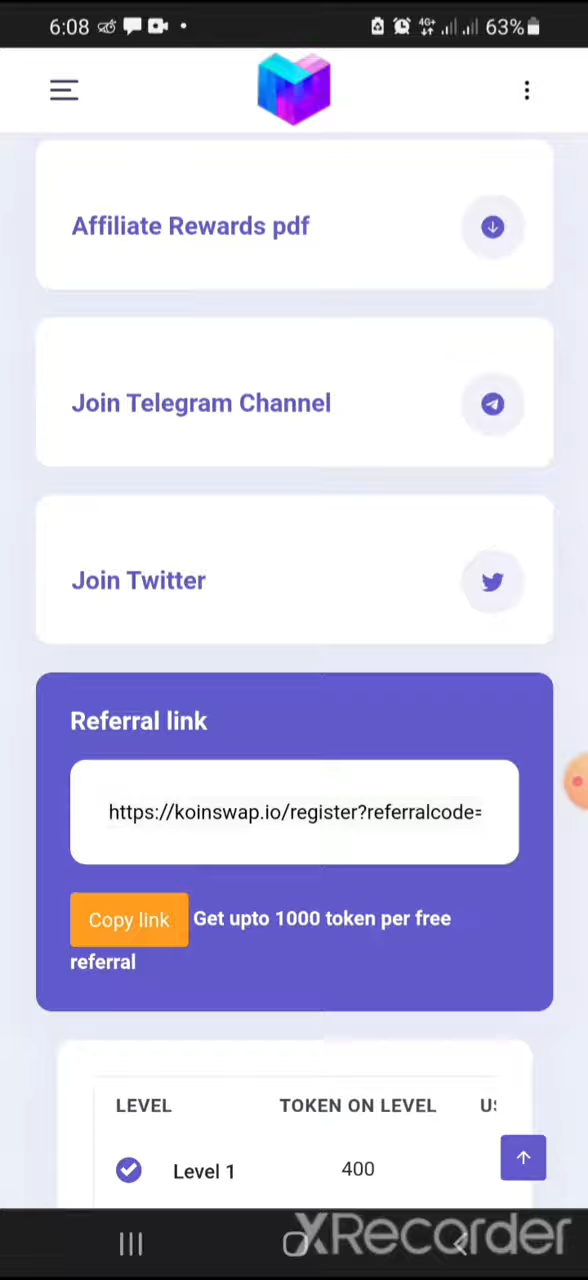 6:08 63%
Affiliate Rewards pdf
Join Telegram Channel
Join Twitter
Referral link
https://koinswap.io/register?referralcode=
Copy link Get upto 1000 token per free
referral
LEVEL TOKEN ON LEVEL
Level 1 400
XRecorder